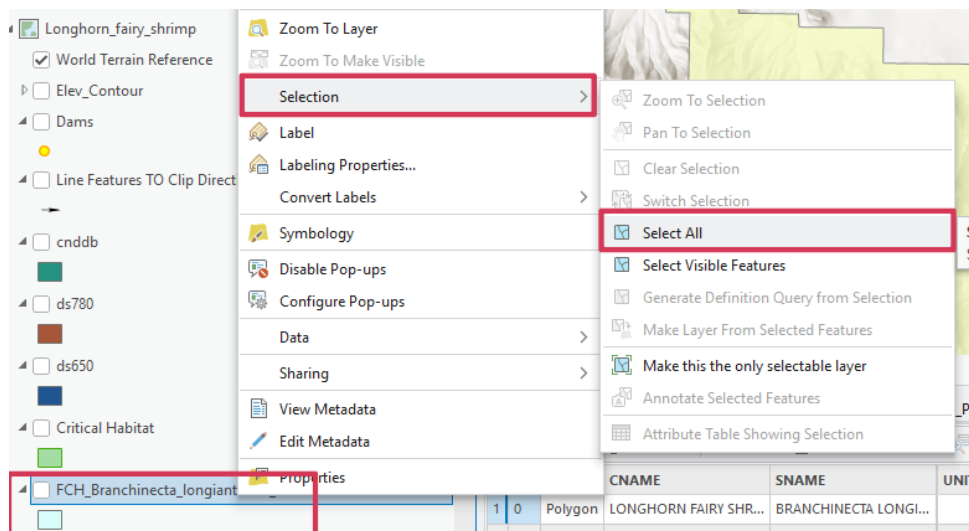 Longhorn_fairy_shrimp
World Terrain Reference
Elev_Contour
Dams
Line Features TO Clip Direct
cnddb
ds780
ds650
Critical Habitat
FCH_Branchinecta_longiant
Zoom To Layer
Zoom To Make Visible
Selection
Label
Labeling Properties...
Convert Labels
Symbology
Disable Pop-ups
Configure Pop-ups
Data
Sharing
View Metadata
Edit Metadata
Properties
Zoom To Selection
Pan To Selection
Clear Selection
Switch Selection
Select All
Select Visible Features
Generate Definition Query from Selection
Make Layer From Selected Features
Make this the only selectable layer
Annotate Selected Features
Attribute Table Showing Selection
CNAME SNAME UNI
1 0 Polygon LONGHORN FAIRY SHR... BRANCHINECTA LONGI...